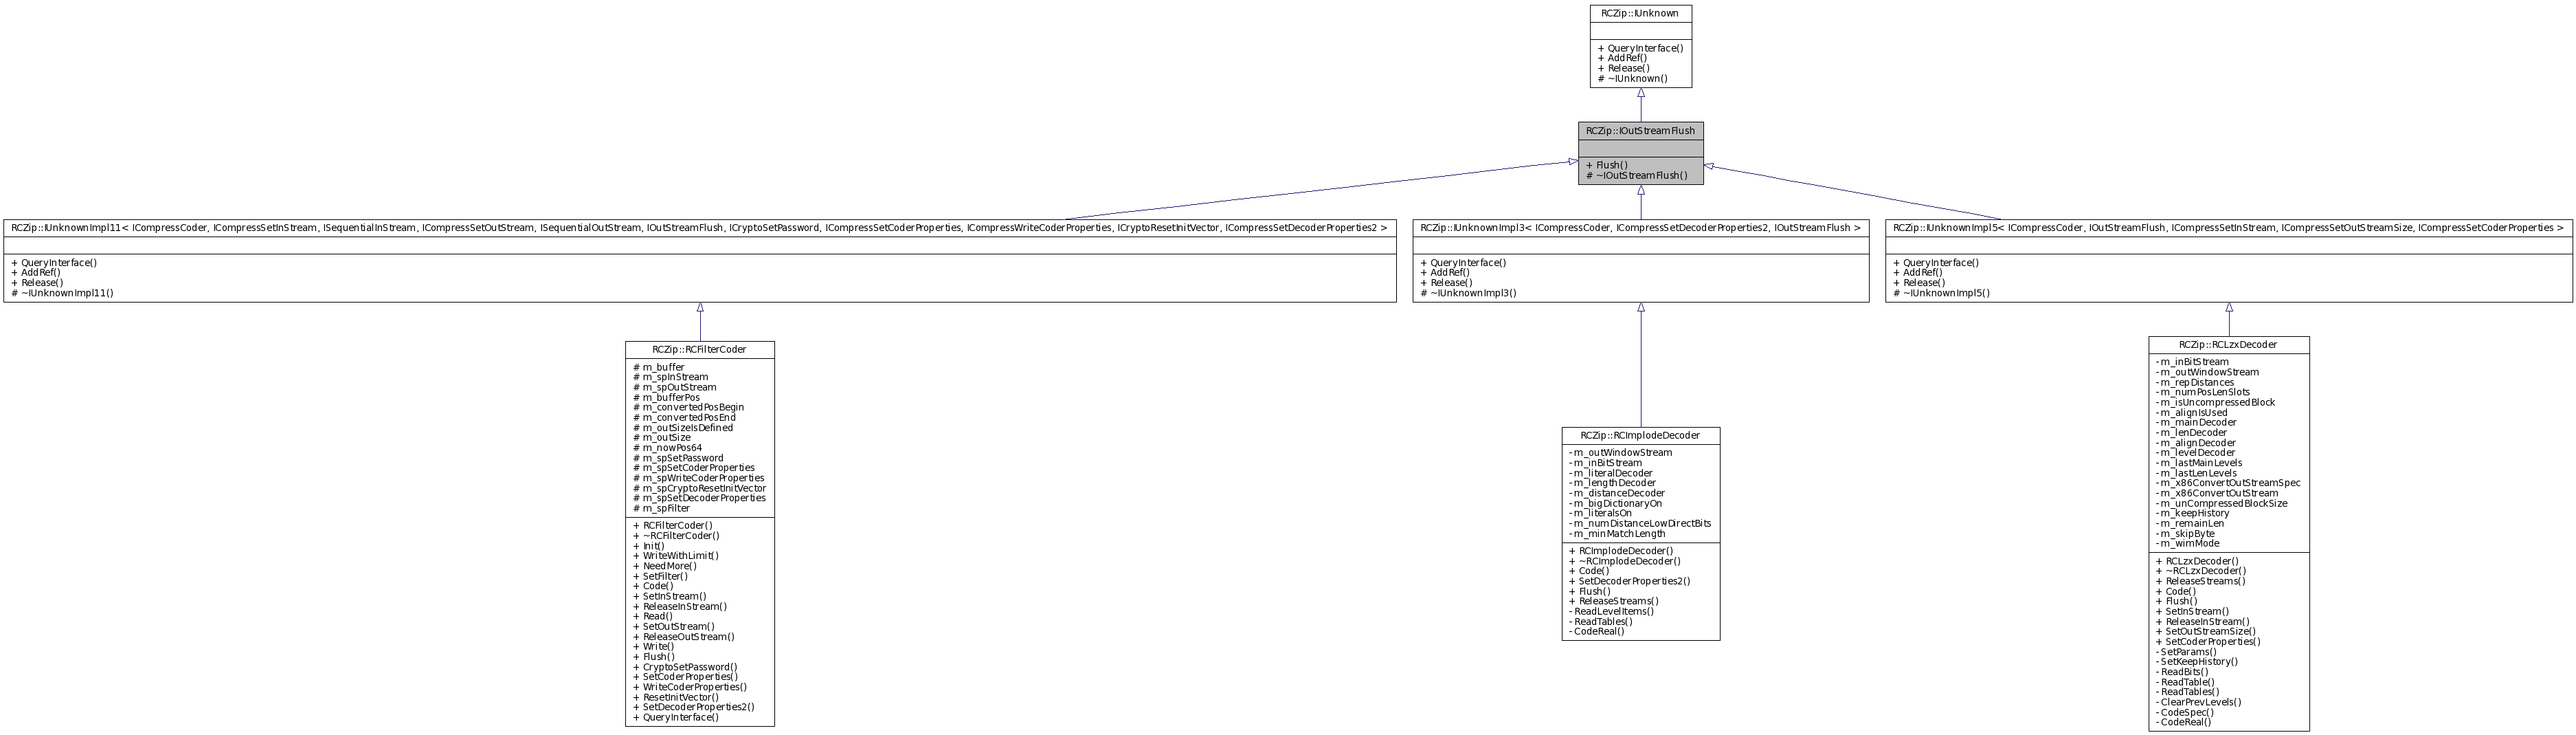 RCZip::IUnknown
+ QueryInterface()
+ AddRef()
+ Release()
# ~IUnknown()
RCZip::IOutStreamFlush
+ Flush()
# ~IOutStreamFlush()
RCZip::IUnknownImpl11< ICompressCoder, ICompressSetInStream, ISequentialInStream, ICompressSetOutStream, ISequentialOutStream, IOutStreamFlush, ICryptoSetPassword, ICompressSetCoderProperties, ICompressWriteCoderProperties, ICryptoResetInitVector, ICompressSetDecoderProperties2 >
+ QueryInterface()
+ AddRef()
+ Release()
# ~IUnknownImpl11()
RCZip::IUnknownImpl3< ICompressCoder, ICompressSetDecoderProperties2, IOutStreamFlush >
+ QueryInterface()
+ AddRef()
+ Release()
# ~IUnknownImpl3()
RCZip::IUnknownImpl5< ICompressCoder, IOutStreamFlush, ICompressSetInStream, ICompressSetOutStreamSize, ICompressSetCoderProperties >
+ QueryInterface()
+ AddRef()
+ Release()
# ~IUnknownImpl5()
RCZip::RCFilterCoder
# m_buffer
# m_spInStream
# m_spOutStream
# m_bufferPos
# m_convertedPosBegin
# m_convertedPosEnd
# m_outSizeIsDefined
# m_outSize
# m_nowPos64
# m_spSetPassword
# m_spSetCoderProperties
# m_spWriteCoderProperties
# m_spCryptoResetInitVector
# m_spSetDecoderProperties
# m_spFilter
+ RCFilterCoder()
+ ~RCFilterCoder()
+ Init()
+ WriteWithLimit()
+ NeedMore()
+ SetFilter()
+ Code()
+ SetInStream()
+ ReleaseInStream()
+ Read()
+ SetOutStream()
+ ReleaseOutStream()
+ Write()
+ Flush()
+ CryptoSetPassword()
+ SetCoderProperties()
+ WriteCoderProperties()
+ ResetInitVector()
+ SetDecoderProperties2()
+ QueryInterface()
RCZip::RCImplodeDecoder
- m_outWindowStream
- m_inBitStream
- m_literalDecoder
- m_lengthDecoder
- m_distanceDecoder
- m_bigDictionaryOn
- m_literalsOn
- m_numDistanceLowDirectBits
- m_minMatchLength
+ RCImplodeDecoder()
+ ~RCImplodeDecoder()
+ Code()
+ SetDecoderProperties2()
+ Flush()
+ ReleaseStreams()
- ReadLevelItems()
- ReadTables()
- CodeReal()
RCZip::RCLzxDecoder
- m_inBitStream
- m_outWindowStream
- m_repDistances
- m_numPosLenSlots
- m_isUncompressedBlock
- m_alignIsUsed
- m_mainDecoder
- m_lenDecoder
- m_alignDecoder
- m_levelDecoder
- m_lastMainLevels
- m_lastLenLevels
- m_x86ConvertOutStreamSpec
- m_x86ConvertOutStream
- m_unCompressedBlockSize
- m_keepHistory
- m_remainLen
- m_skipByte
- m_wimMode
+ RCLzxDecoder()
+ ~RCLzxDecoder()
+ ReleaseStreams()
+ Code()
+ Flush()
+ SetInStream()
+ ReleaseInStream()
+ SetOutStreamSize()
+ SetCoderProperties()
- SetParams()
- SetKeepHistory()
- ReadBits()
- ReadTable()
- ReadTables()
- ClearPrevLevels()
- CodeSpec()
- CodeReal()